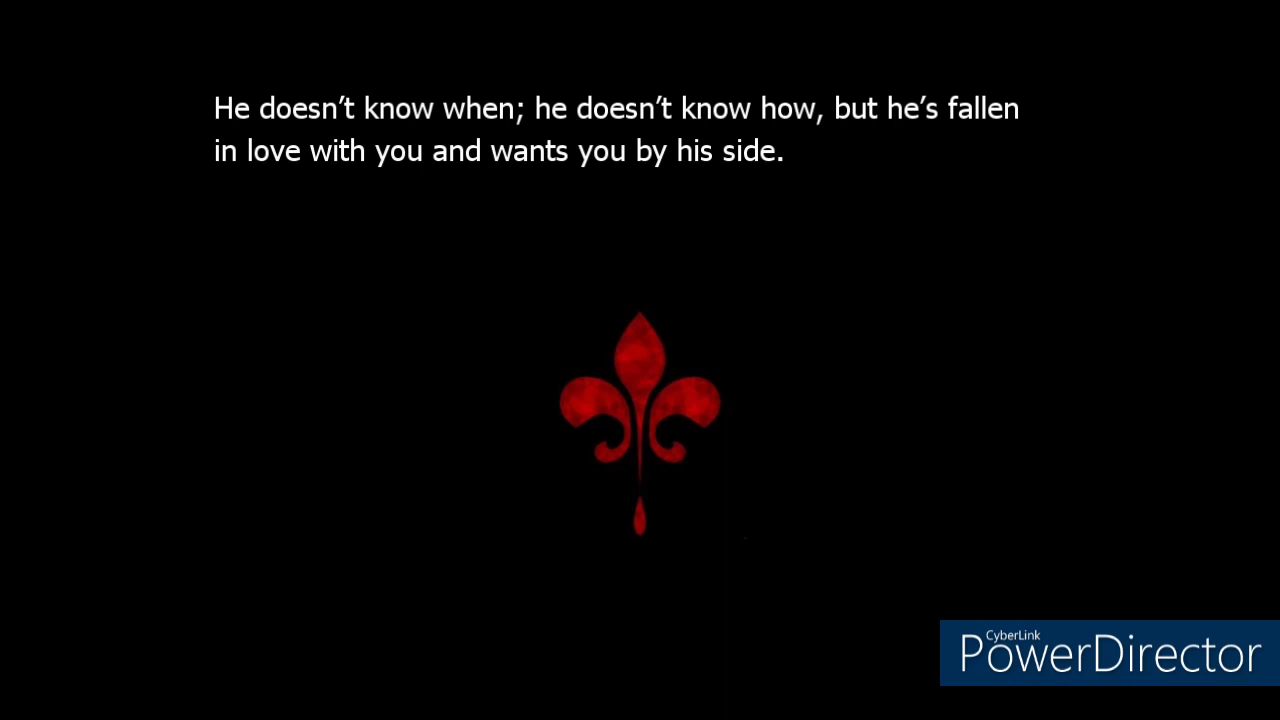 He doesn’t know when; he doesn’t know how, but he’s fallen
in love with you and wants you by his side.
CyberLink
PowerDirector